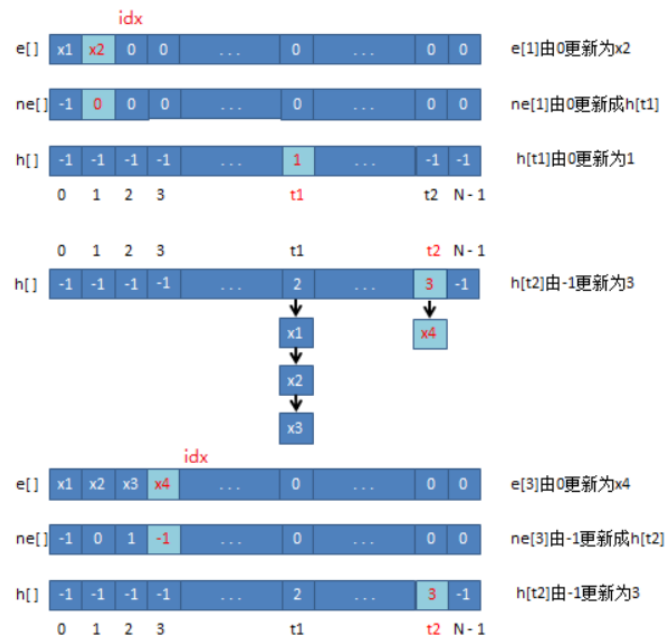 idx
e[] x1 x2 0 0 ... 0 ... 0 0 e[1]由0更新为x2
ne[] -1 0 0 0 ... 0 ... 0 0 ne[1]由0更新成h[t1]
h[] -1 -1 -1 -1 ... 1 ... -1 -1 h[t1]由0更新为1
0 1 2 3 t1 t2 N - 1
0 1 2 3 t1 t2 N - 1
h[] -1 -1 -1 -1 ... 2 ... 3 -1 h[t2]由-1更新为3
x1 x4
x2
x3
idx
e[] x1 x2 x3 x4 ... 0 ... 0 0 e[3]由0更新为x4
ne[] -1 0 1 -1 ... 0 ... 0 0 ne[3]由-1更新成h[t2]
h[] -1 -1 -1 -1 ... 2 ... 3 -1 h[t2]由-1更新为3
0 1 2 3 t1 t2 N - 1